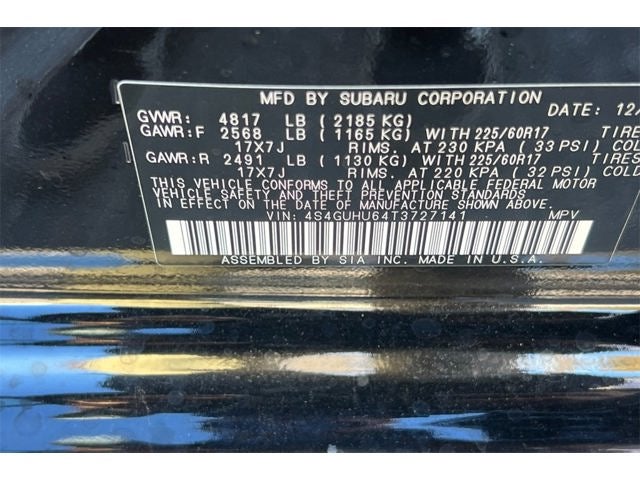 MFD BY SUBARU CORPORATION DATE: 12
GVWR: 4817 LB (2185 KG)
GAWR:F 2568 LB (1165 KG) WITH 225/60R17 TIRES
17X7J RIMS. AT 230 KPA (33 PSI) COLD
GAWR:R 2491 LB (1130 KG) WITH 225/60R17 TIRES
17X7J RIMS. AT 220 KPA (32 PSI) COLD
THIS VEHICLE CONFORMS TO ALL APPLICABLE FEDERAL MOTOR
VEHICLE SAFETY AND THEFT PREVENTION STANDARDS
IN EFFECT ON THE DATE OF MANUFACTURE SHOWN ABOVE.
VIN: 4S4GUHU64T3727141 MPV
ASSEMBLED BY SIA INC. MADE IN U.S.A.